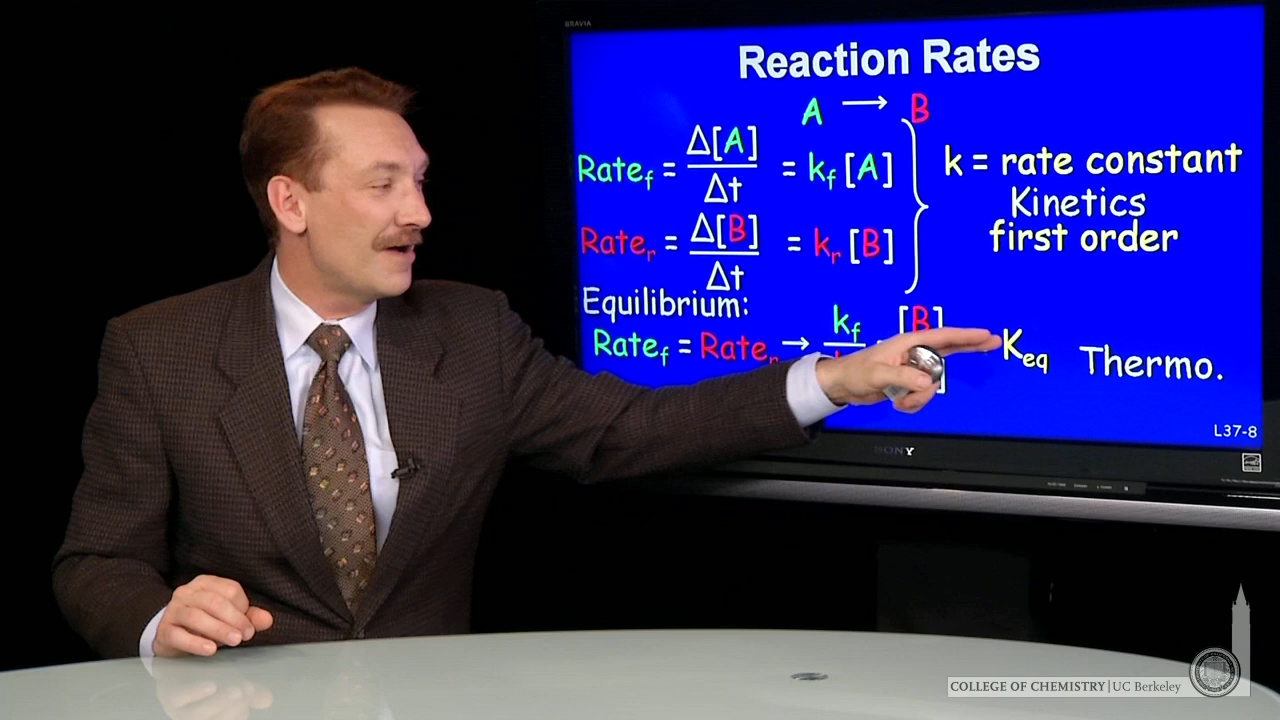 BRAVIA
Reaction Rates
A → B
Rate_f = Δ[A]/Δt = k_f [A]
Rate_r = Δ[B]/Δt = k_r [B]
k = rate constant
Kinetics
first order
Equilibrium:
Rate_f = Rate_r → k_f [B] K_eq Thermo.
L37-8
SONY
COLLEGE OF CHEMISTRY | UC Berkeley